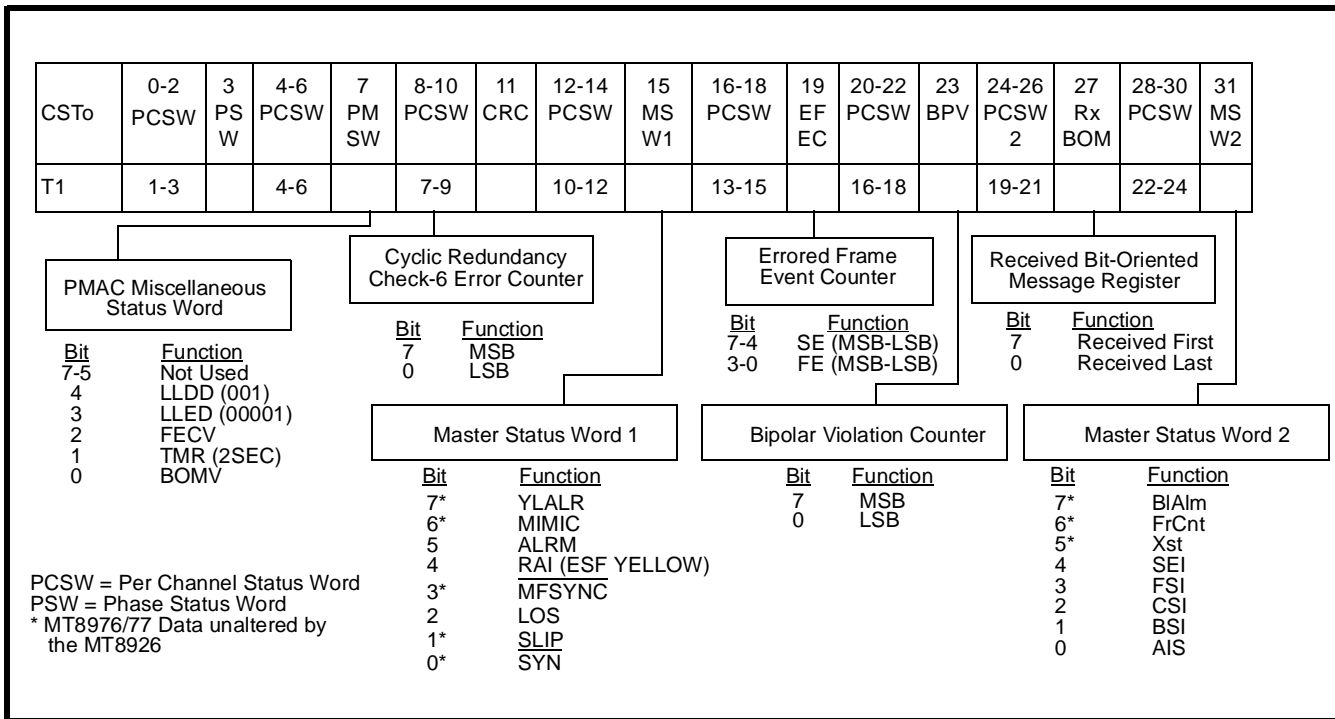 CSTo 0-2 PCSW 3 PS W 4-6 PCSW 7 PM SW 8-10 PCSW 11 CRC 12-14 PCSW 15 MS W1 16-18 PCSW 19 EF EC 20-22 PCSW 23 BPV 24-26 PCSW 2 27 Rx BOM 28-30 PCSW 31 MS W2
T1 1-3 4-6 7-9 10-12 13-15 16-18 19-21 22-24
PMAC Miscellaneous
Status Word
Bit Function
7-5 Not Used
4 LLDD (001)
3 LLED (00001)
2 FECV
1 TMR (2SEC)
0 BOMV
Cyclic Redundancy
Check-6 Error Counter
Bit Function
7 MSB
0 LSB
Errored Frame
Event Counter
Bit Function
7-4 SE (MSB-LSB)
3-0 FE (MSB-LSB)
Received Bit-Oriented
Message Register
Bit Function
7 Received First
0 Received Last
Master Status Word 1
Bit Function
7* YLALR
6* MIMIC
5 ALRM
4 RAI (ESF YELLOW)
3* MFSYNC
2 LOS
1* SLIP
0* SYN
Bipolar Violation Counter
Bit Function
7 MSB
0 LSB
Master Status Word 2
Bit Function
7* BlAlm
6* FrCnt
5* Xst
4 SEI
3 FSI
2 CSI
1 BSI
0 AIS
PCSW = Per Channel Status Word
PSW = Phase Status Word
* MT8976/77 Data unaltered by
the MT8926